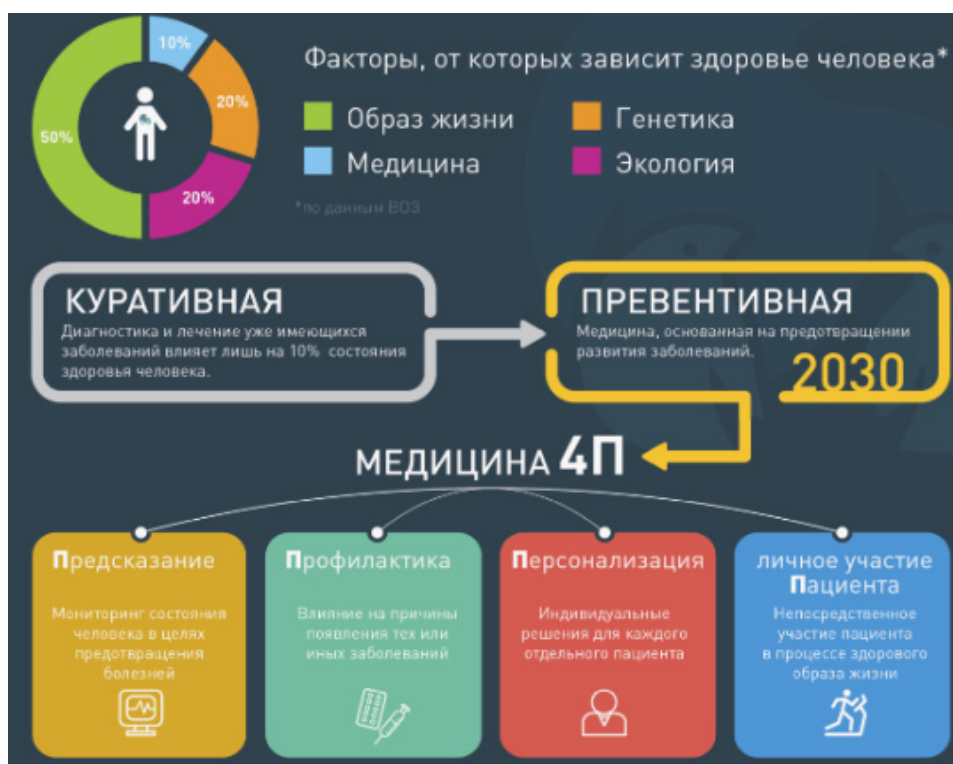 10%
20%
50%
20%
Факторы, от которых зависит здоровье человека*
Образ жизни
Генетика
Медицина
Экология
*по данным ВОЗ
КУРАТИВНАЯ
Диагностика и лечение уже имеющихся
заболеваний влияет лишь на 10% состояния
здоровья человека.
ПРЕВЕНТИВНАЯ
Медицина, основанная на предотвращении
развития заболеваний.
2030
МЕДИЦИНА 4П
Предсказание
Мониторинг состояния
человека в целях
предотвращения
болезней
Профилактика
Влияние на причины
появления тех или
иных заболеваний
Персонализация
Индивидуальные
решения для каждого
отдельного пациента
личное участие
Пациента
Непосредственное
участие пациента
в процессе здорового
образа жизни